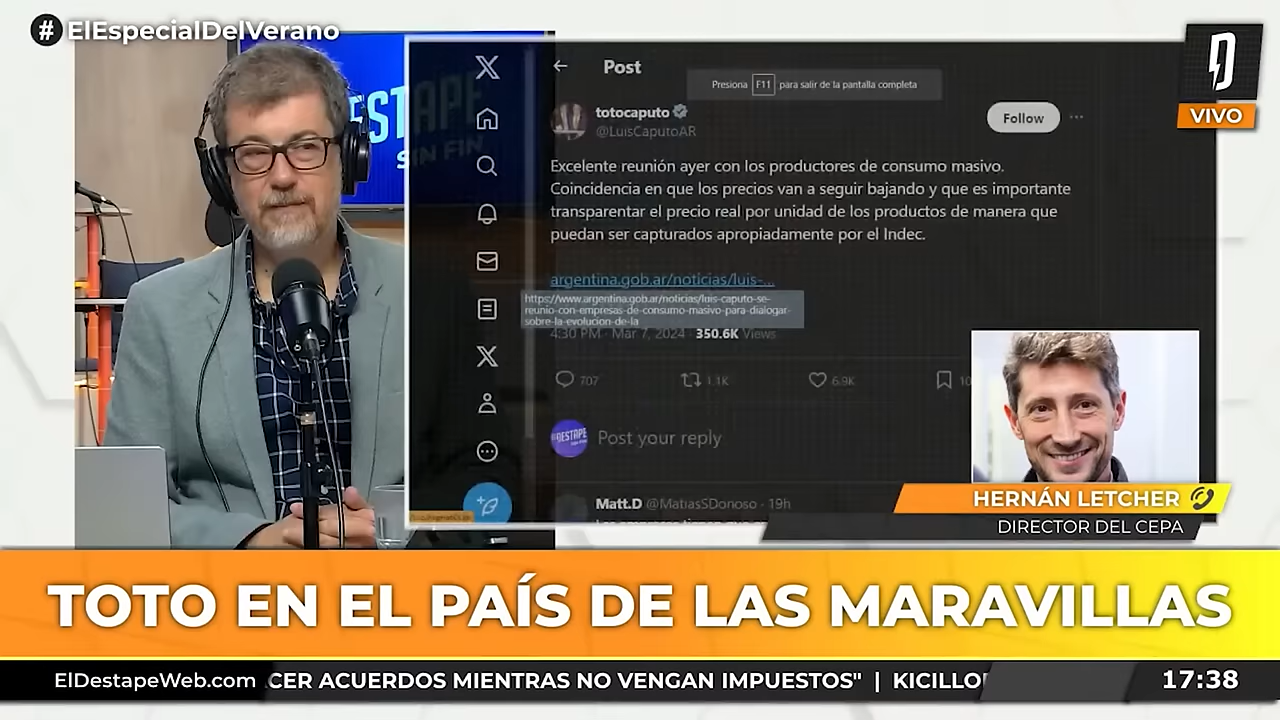 # ElEspecialDelVerano
DESTAPE
SIN FIN
VIVO
Post
Presiona F11 para salir de la pantalla completa
totocaputo
@LuisCaputoAR
Follow
Excelente reunión ayer con los productores de consumo masivo.
Coincidencia en que los precios van a seguir bajando y que es importante
transparentar el precio real por unidad de los productos de manera que
puedan ser capturados apropiadamente por el Indec.
argentina.gob.ar/noticias/luis-...
https://www.argentina.gob.ar/noticias/luis-caputo-se-
reunio-con-empresas-de-consumo-masivo-para-dialogar-
sobre-la-evolucion-de-la
4:30 PM · Mar 7, 2024 · 350.6K Views
707 1.1K 6.9K 10
DESTAPE
Post your reply
Matt.D @MatiasSDonoso · 19h
HERNÁN LETCHER
DIRECTOR DEL CEPA
TOTO EN EL PAÍS DE LAS MARAVILLAS
ElDestapeWeb.com CER ACUERDOS MIENTRAS NO VENGAN IMPUESTOS" | KICILLO 17:38